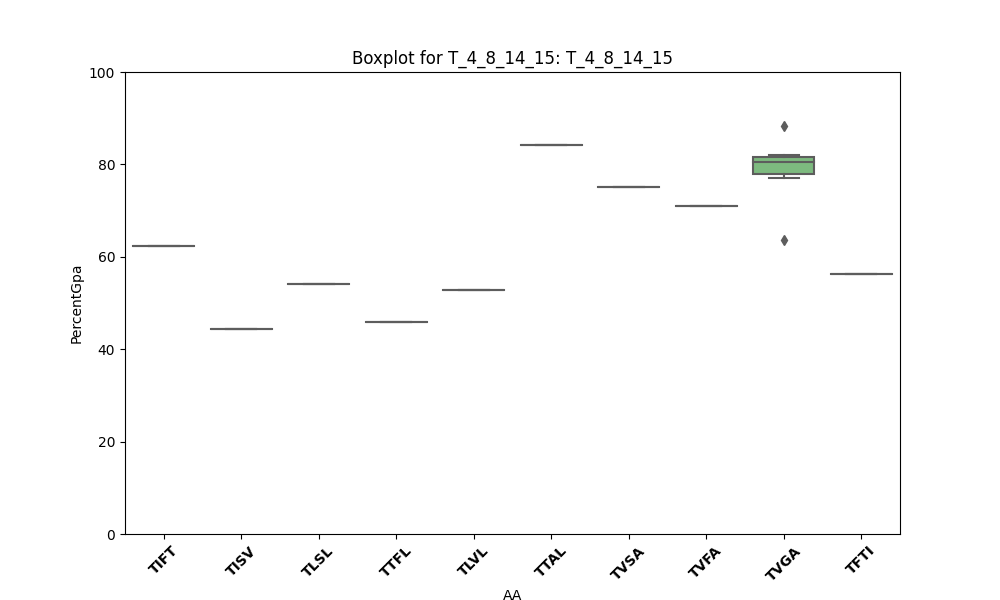 Boxplot for T_4_8_14_15: T_4_8_14_15
PercentGpa
100
80
60
40
20
0
TIFT
TISV
TLSL
TTFL
TLVL
TTAL
TVSA
TVFA
TVGA
TFTI
AA